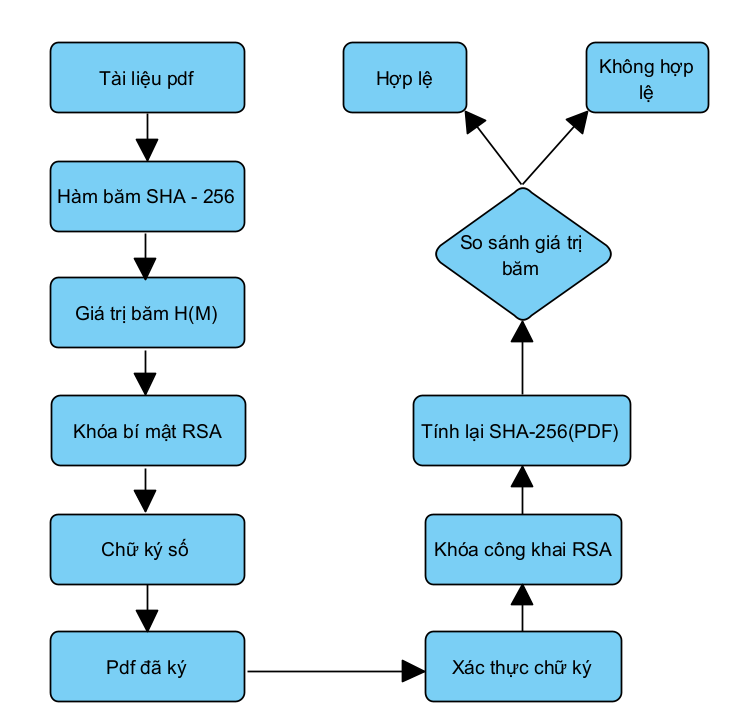 Tài liệu pdf
Hàm băm SHA - 256
Giá trị băm H(M)
Khóa bí mật RSA
Chữ ký số
Pdf đã ký
Xác thực chữ ký
Khóa công khai RSA
Tính lại SHA-256(PDF)
So sánh giá trị
băm
Hợp lệ
Không hợp
lệ